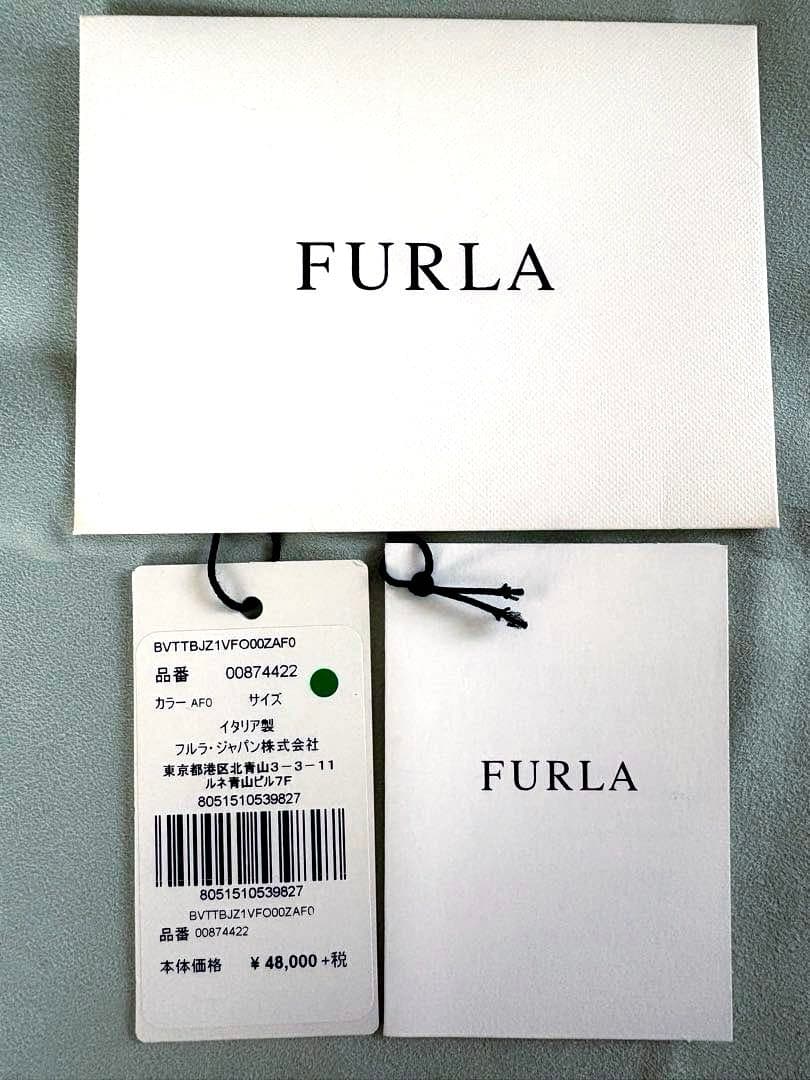 FURLA
BVTTBJZ1VFO00ZAF0
品番 00874422
カラー AF0 サイズ
イタリア製
フルラ・ジャパン株式会社
東京都港区北青山3-3-11
ルネ青山ビル7F
8051510539827
8051510539827
BVTTBJZ1VFO00ZAF0
品番 00874422
本体価格 ¥ 48,000 +税
FURLA